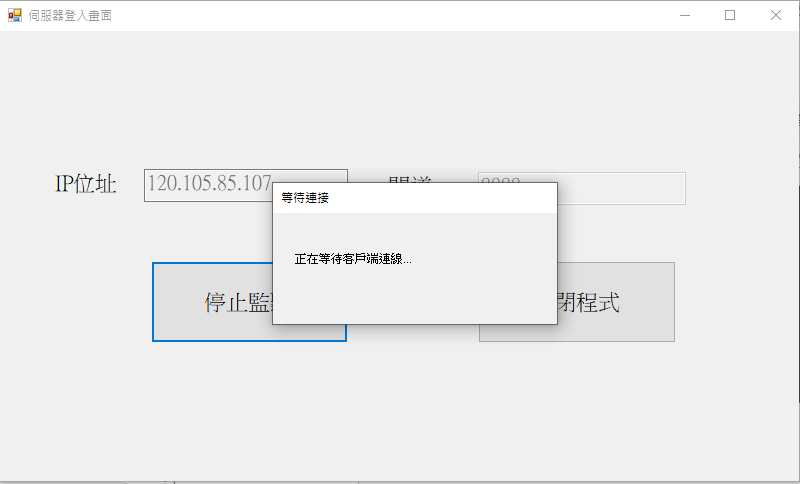 伺服器登入畫面
IP位址
120.105.85.107
等待連接
正在等待客戶端連線...
停止監
閉程式